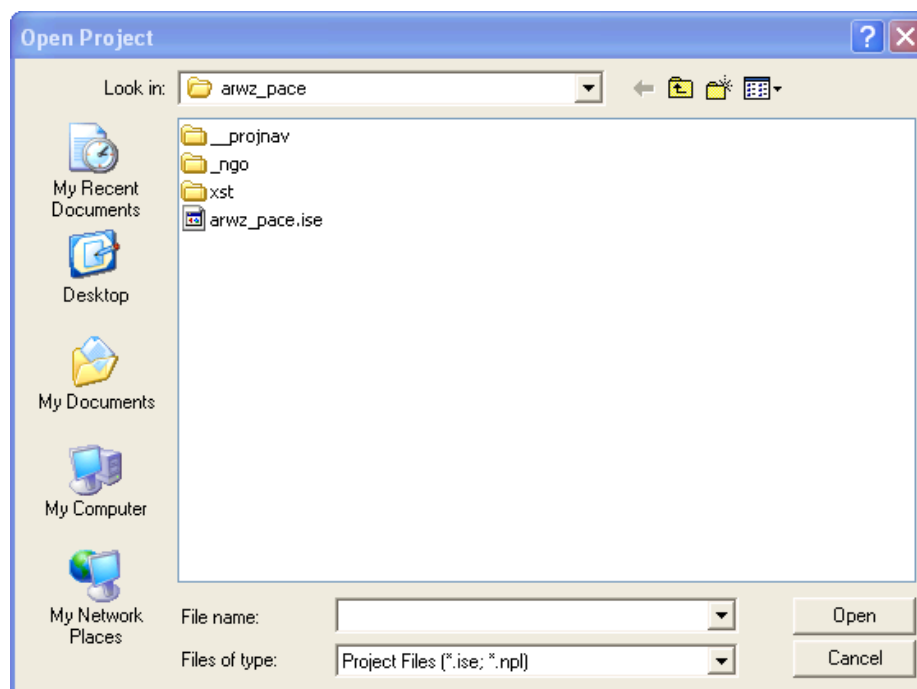 Open Project
Look in:
arwz_pace
__projnav
_ngo
xst
arwz_pace.ise
My Recent
Documents
Desktop
My Documents
My Computer
My Network
Places
File name:
Open
Files of type:
Project Files (*.ise; *.npl)
Cancel